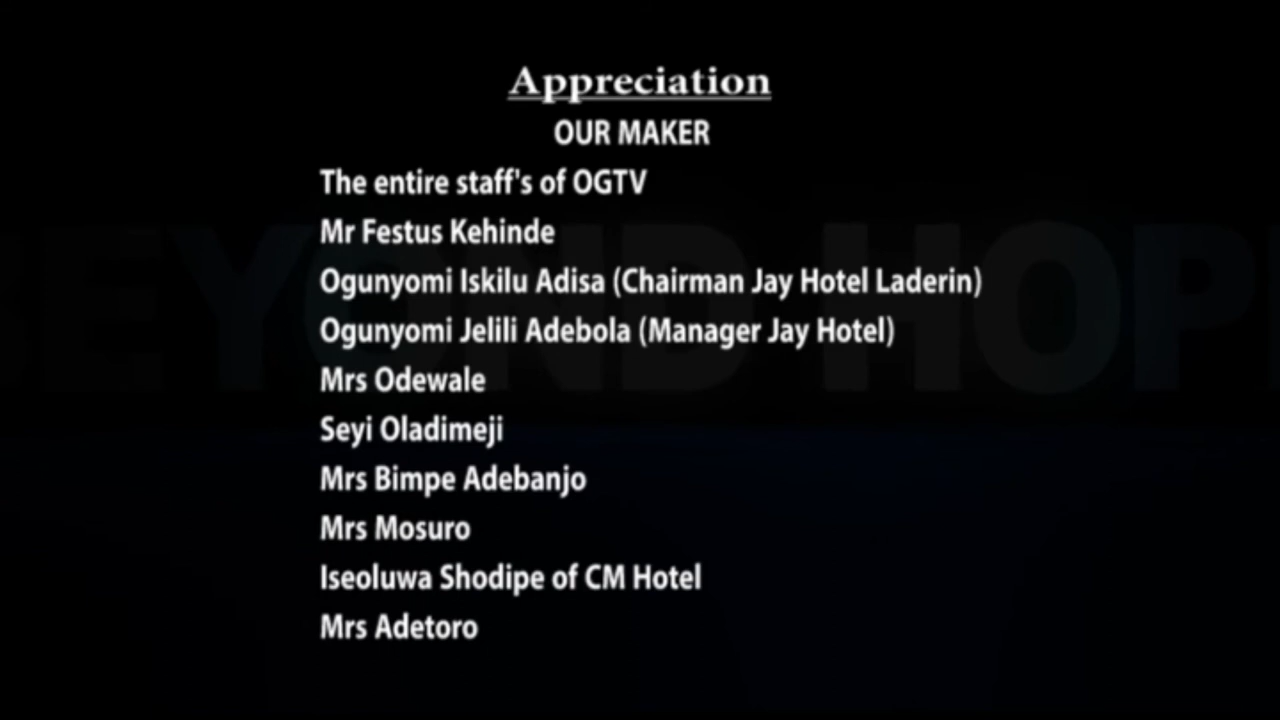 Appreciation
OUR MAKER
The entire staff's of OGTV
Mr Festus Kehinde
Ogunyomi Iskilu Adisa (Chairman Jay Hotel Laderin)
Ogunyomi Jelili Adebola (Manager Jay Hotel)
Mrs Odewale
Seyi Oladimeji
Mrs Bimpe Adebanjo
Mrs Mosuro
Iseoluwa Shodipe of CM Hotel
Mrs Adetoro
BEYOND HOP